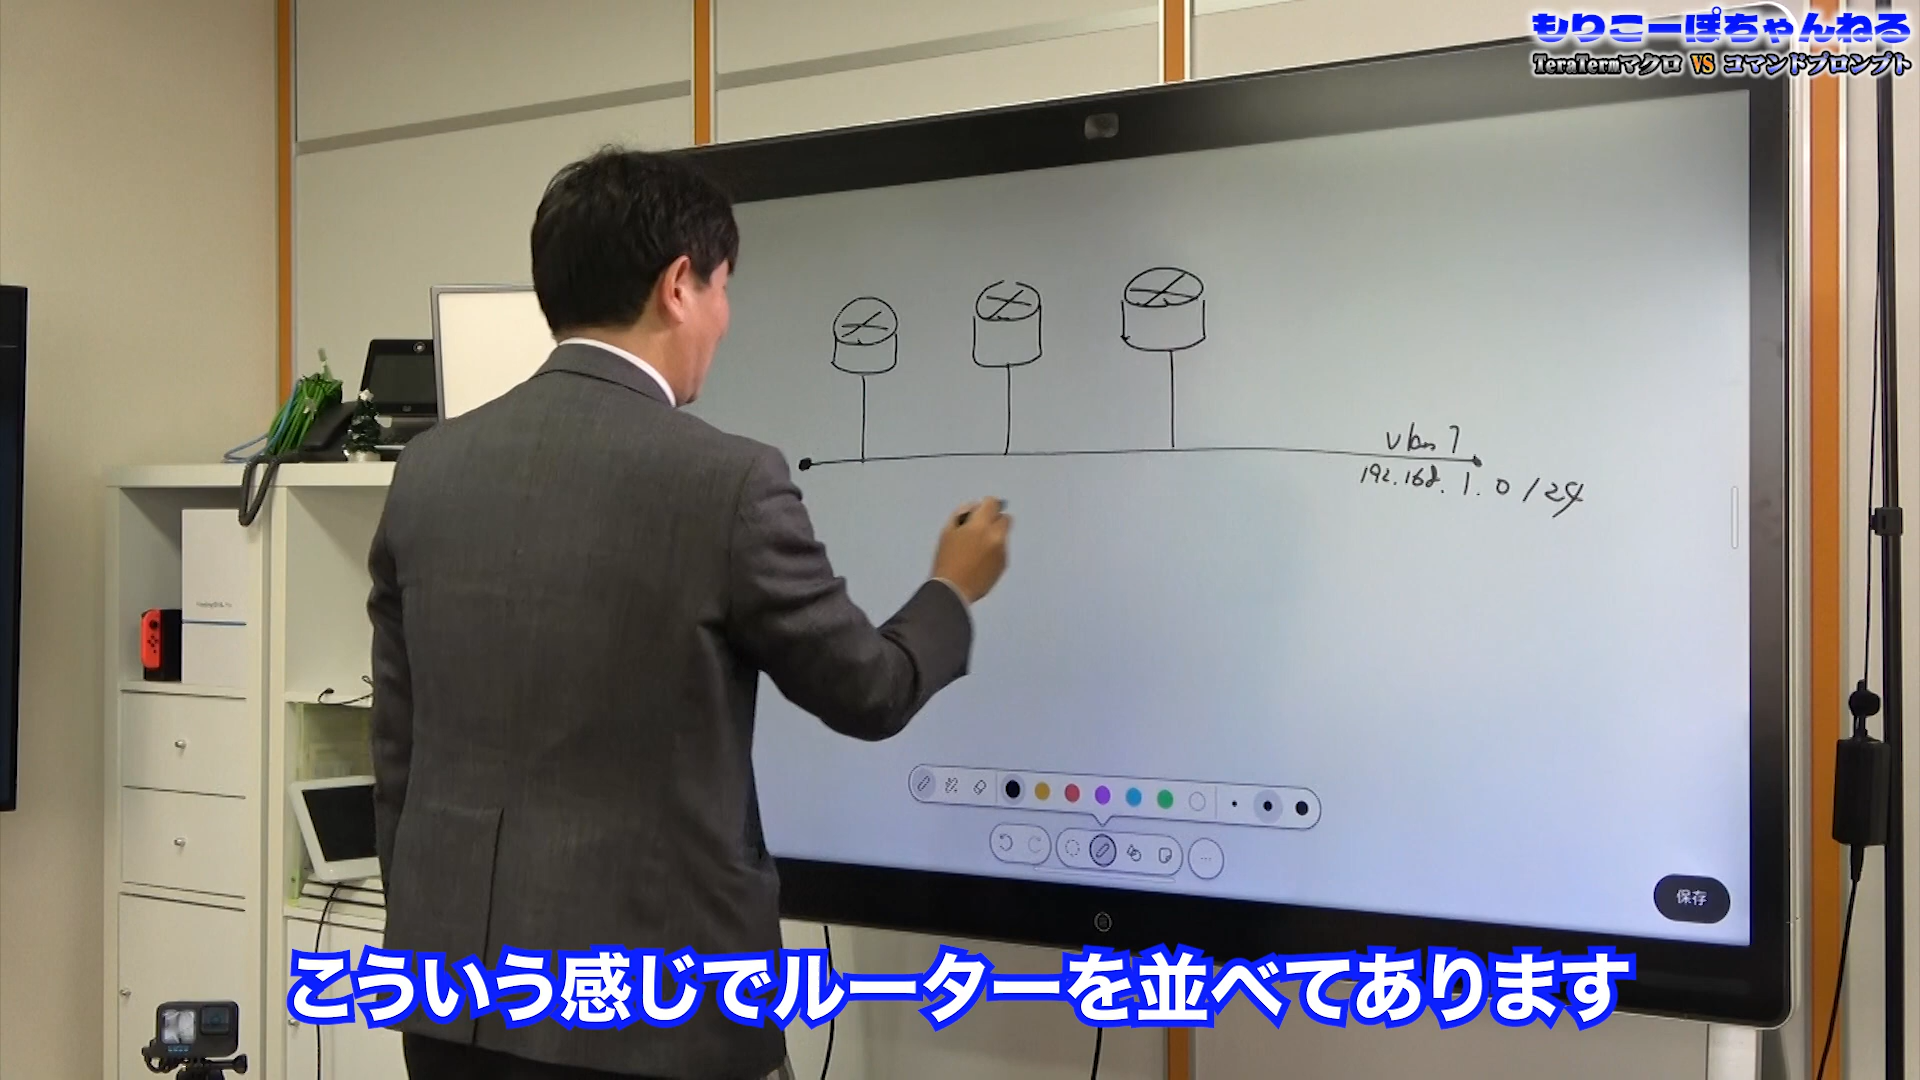 もりこーぽちゃんねる
TeraTermマクロ VS コマンドプロンプト
vlan 7
192.168.1.0/24
保存
こういう感じでルーターを並べてあります